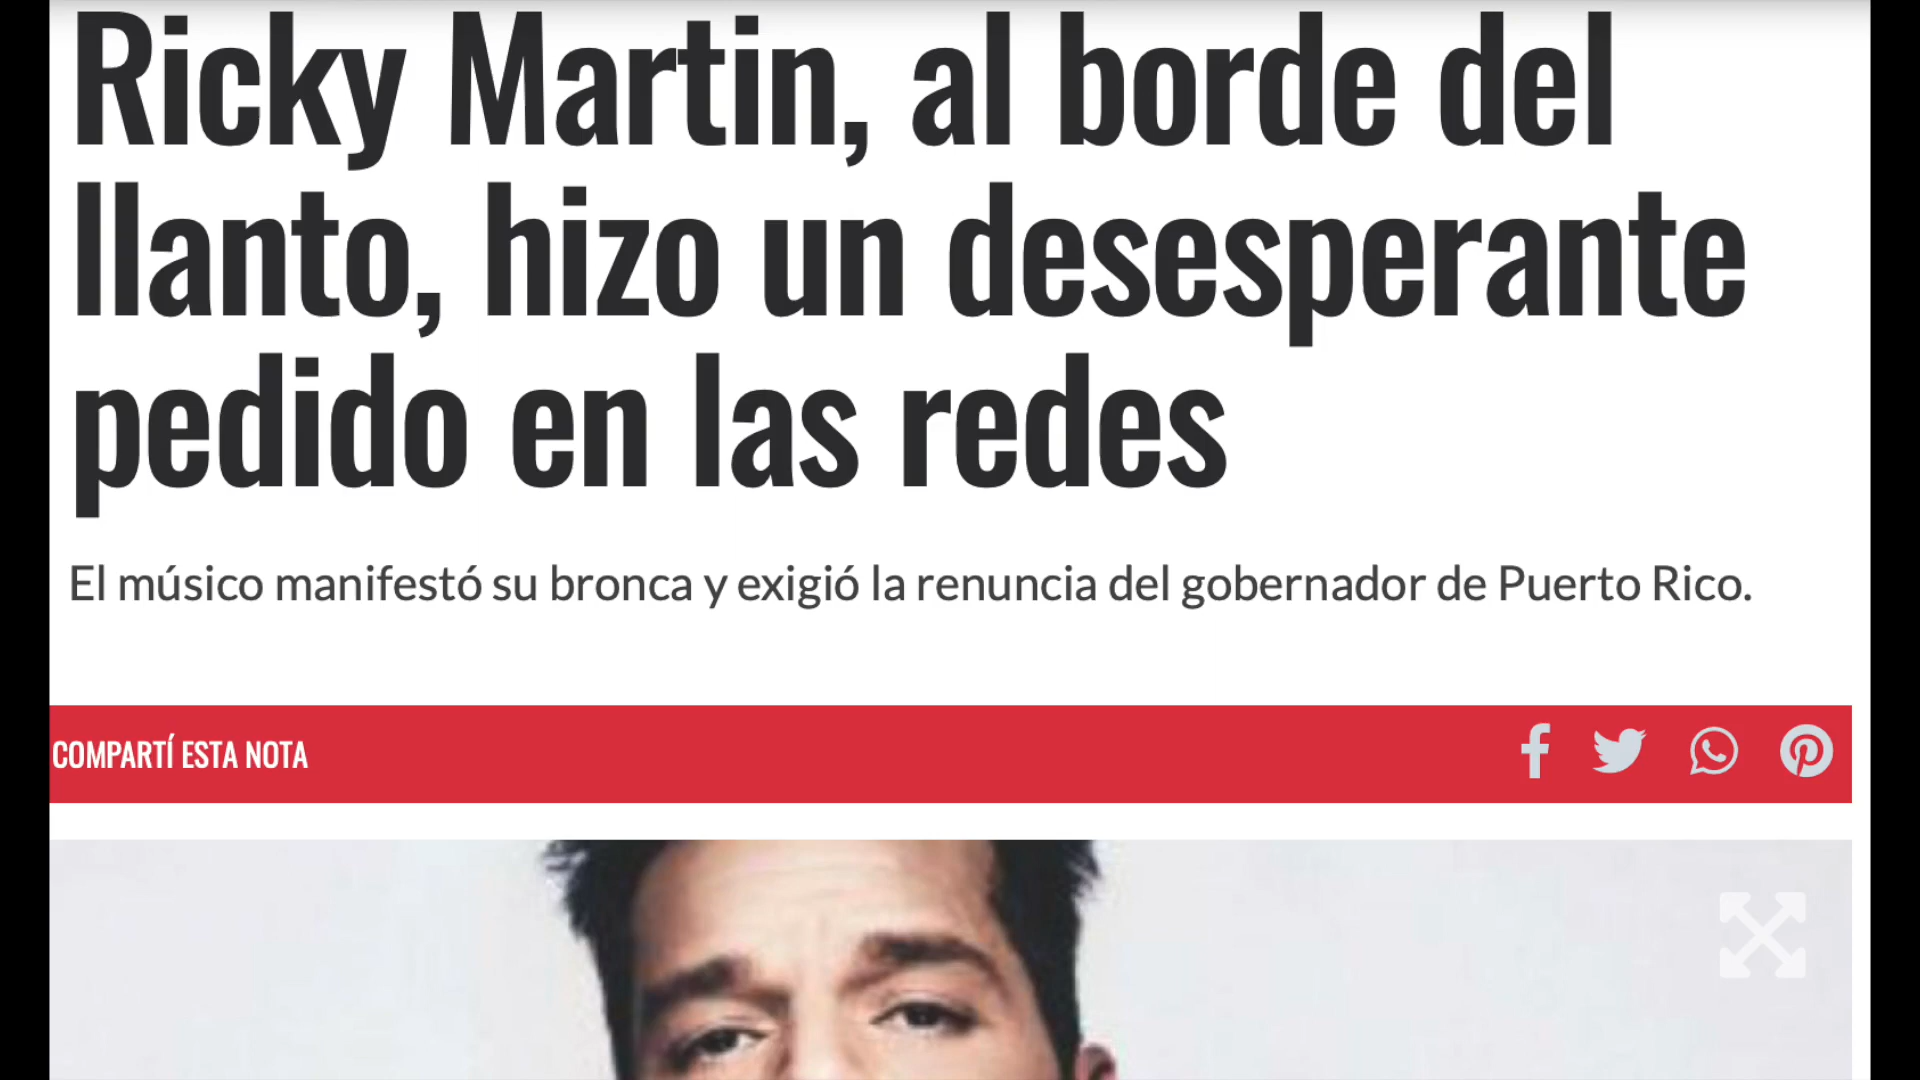 Ricky Martin, al borde del
llanto, hizo un desesperante
pedido en las redes
El músico manifestó su bronca y exigió la renuncia del gobernador de Puerto Rico.
COMPARTÍ ESTA NOTA